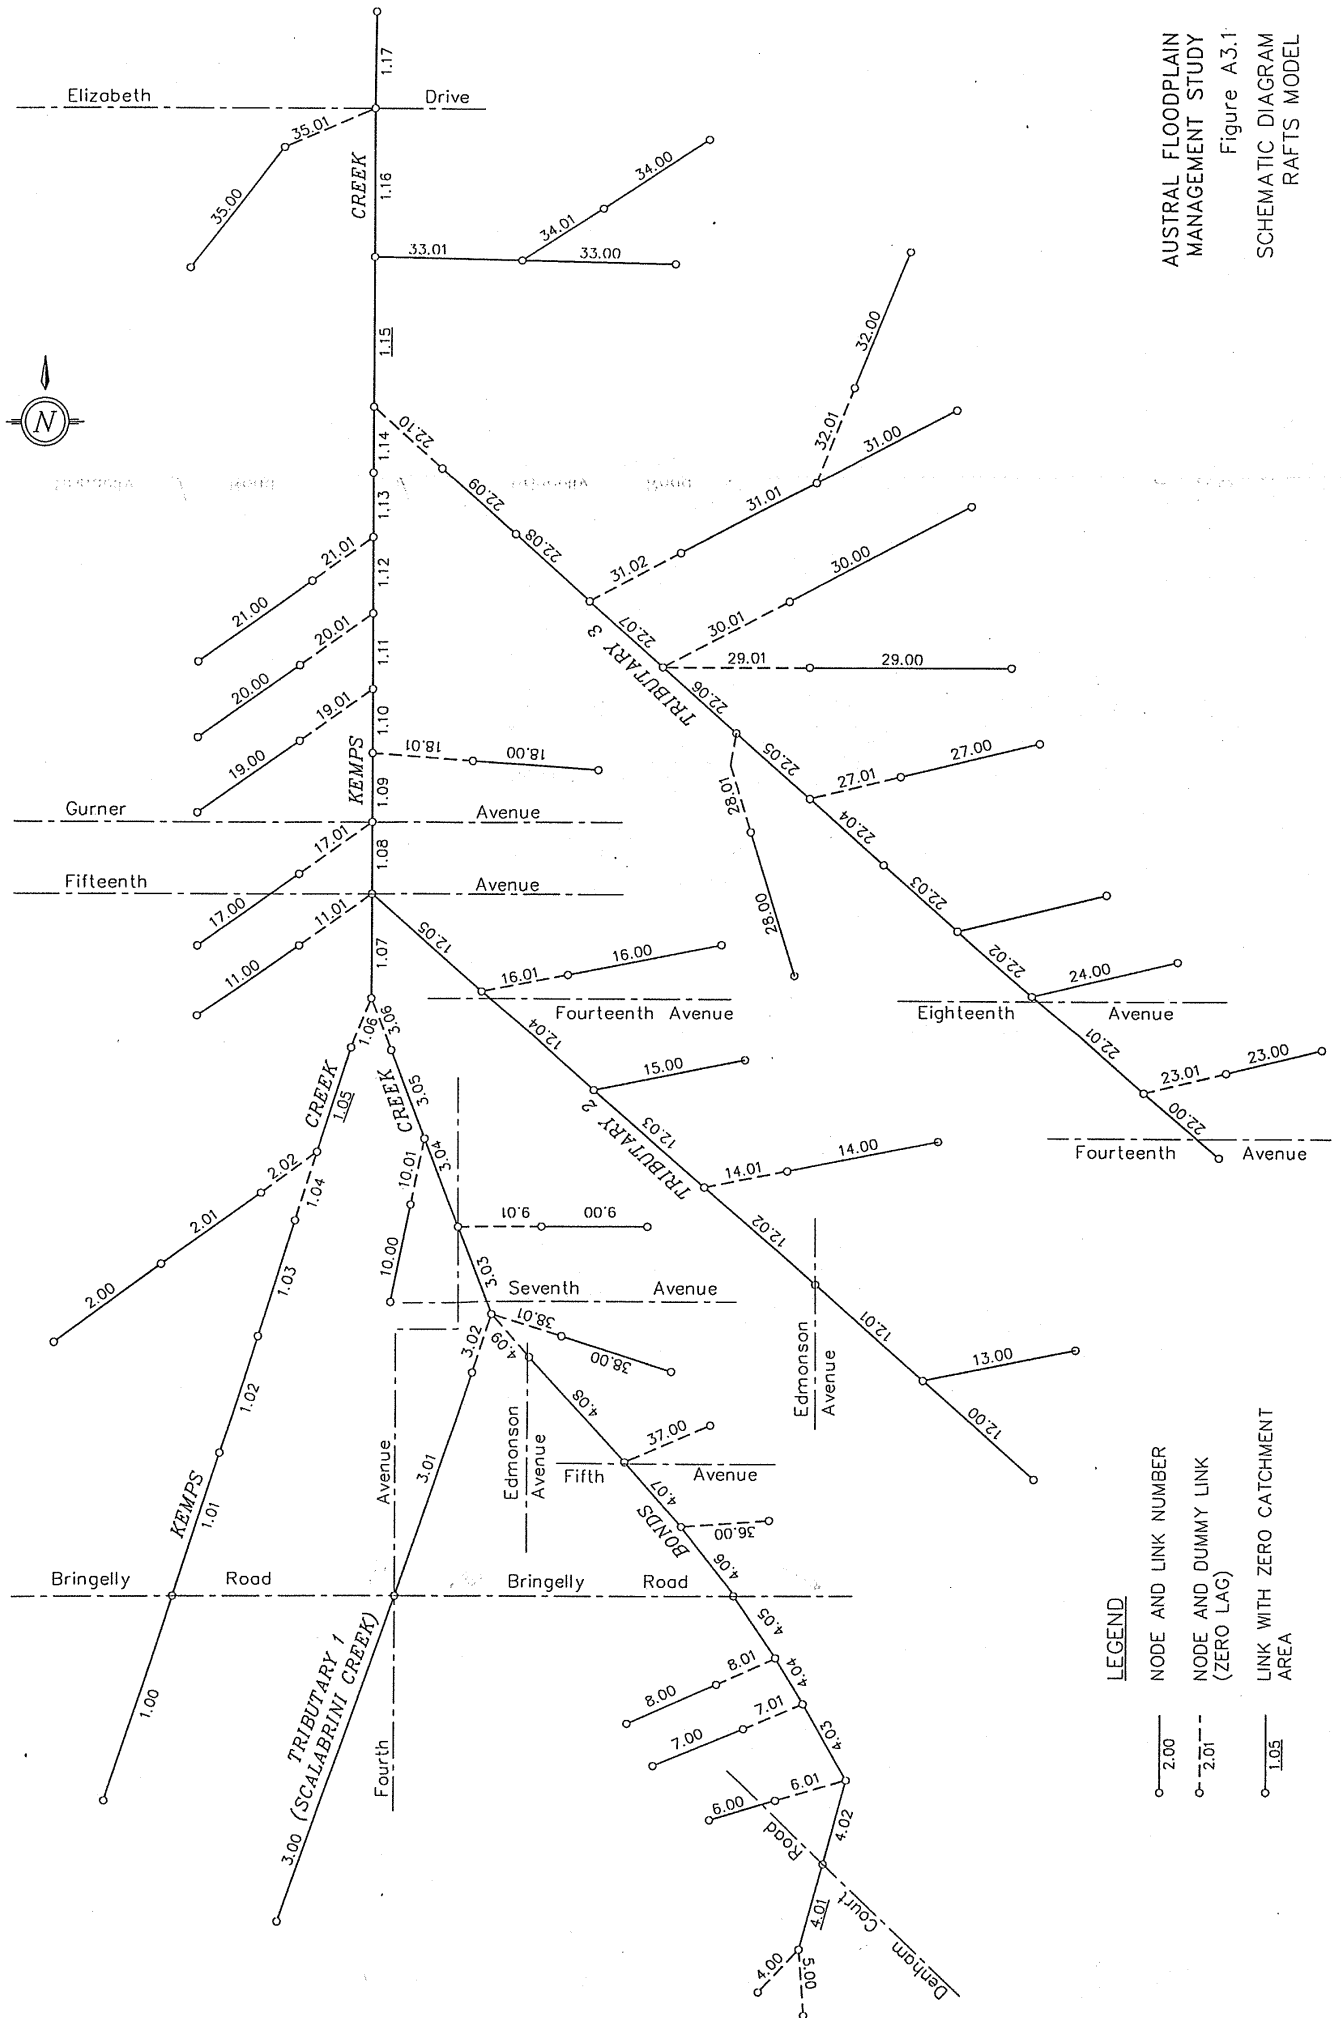 AUSTRAL FLOODPLAIN
MANAGEMENT STUDY
Figure A3.1
SCHEMATIC DIAGRAM
RAFTS MODEL
1.17
Elizabeth Drive
35.01
35.00
CREEK
1.16
34.00
34.01
33.01
33.00
1.15
N
32.00
32.01
31.00
31.01
31.02
30.00
30.01
29.01
29.00
22.10
22.09
22.08
22.07
TRIBUTARY 3
22.06
22.05
22.04
22.03
22.02
22.01
22.00
1.14
1.13
21.01
21.00
1.12
20.01
20.00
1.11
19.01
19.00
1.10
18.01
18.00
KEMPS
1.09
28.01
28.00
27.01
27.00
Gurner Avenue
17.01
17.00
1.08
Fifteenth Avenue
11.01
11.00
1.07
12.05
16.01
16.00
Fourteenth Avenue
24.00
Eighteenth Avenue
23.01
23.00
Fourteenth Avenue
1.06
3.06
CREEK
1.05
CREEK
3.05
3.04
12.04
15.00
TRIBUTARY 2
12.03
14.01
14.00
12.02
12.01
13.00
12.00
Edmonson
Avenue
2.02
2.01
2.00
1.04
1.03
1.02
KEMPS
1.01
10.01
10.00
9.01
9.00
3.03
Seventh Avenue
38.01
38.00
3.02
4.09
Edmonson
Avenue
4.08
37.00
Fifth Avenue
3.01
Avenue
4.07
BONDS
36.00
4.06
Bringelly Road
Bringelly Road
1.00
TRIBUTARY 1
3.00 (SCALABRINI CREEK)
Fourth
4.05
8.01
8.00
4.04
7.01
7.00
4.03
6.01
6.00
4.02
Denham Court Road
4.01
4.00
5.00
LEGEND
2.00 NODE AND LINK NUMBER
2.01 NODE AND DUMMY LINK
(ZERO LAG)
1.05 LINK WITH ZERO CATCHMENT
AREA